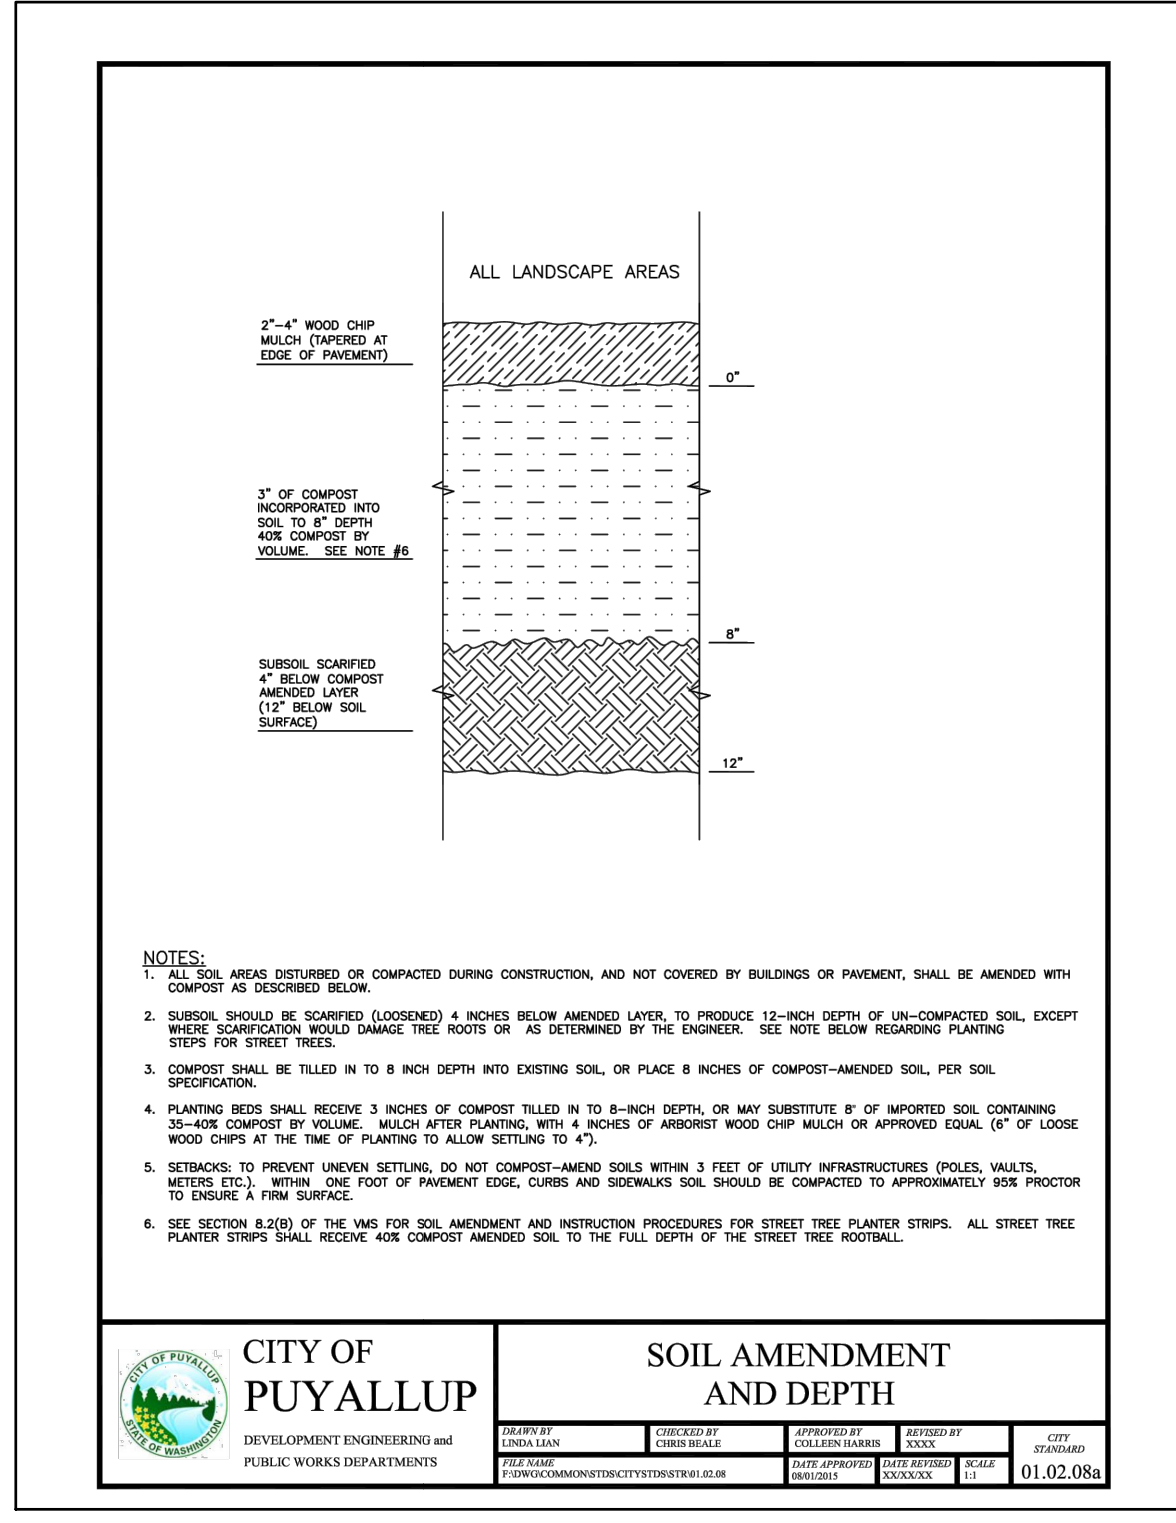 ALL LANDSCAPE AREAS
2"-4" WOOD CHIP
MULCH (TAPERED AT
EDGE OF PAVEMENT)
0"
3" OF COMPOST
INCORPORATED INTO
SOIL TO 8" DEPTH
40% COMPOST BY
VOLUME. SEE NOTE #6
8"
SUBSOIL SCARIFIED
4" BELOW COMPOST
AMENDED LAYER
(12" BELOW SOIL
SURFACE)
12"
NOTES:
1. ALL SOIL AREAS DISTURBED OR COMPACTED DURING CONSTRUCTION, AND NOT COVERED BY BUILDINGS OR PAVEMENT, SHALL BE AMENDED WITH
COMPOST AS DESCRIBED BELOW.
2. SUBSOIL SHOULD BE SCARIFIED (LOOSENED) 4 INCHES BELOW AMENDED LAYER, TO PRODUCE 12-INCH DEPTH OF UN-COMPACTED SOIL, EXCEPT
WHERE SCARIFICATION WOULD DAMAGE TREE ROOTS OR AS DETERMINED BY THE ENGINEER. SEE NOTE BELOW REGARDING PLANTING
STEPS FOR STREET TREES.
3. COMPOST SHALL BE TILLED IN TO 8 INCH DEPTH INTO EXISTING SOIL, OR PLACE 8 INCHES OF COMPOST-AMENDED SOIL, PER SOIL
SPECIFICATION.
4. PLANTING BEDS SHALL RECEIVE 3 INCHES OF COMPOST TILLED IN TO 8-INCH DEPTH, OR MAY SUBSTITUTE 8" OF IMPORTED SOIL CONTAINING
35-40% COMPOST BY VOLUME. MULCH AFTER PLANTING, WITH 4 INCHES OF ARBORIST WOOD CHIP MULCH OR APPROVED EQUAL (6" OF LOOSE
WOOD CHIPS AT THE TIME OF PLANTING TO ALLOW SETTLING TO 4").
5. SETBACKS: TO PREVENT UNEVEN SETTLING, DO NOT COMPOST-AMEND SOILS WITHIN 3 FEET OF UTILITY INFRASTRUCTURES (POLES, VAULTS,
METERS ETC.). WITHIN ONE FOOT OF PAVEMENT EDGE, CURBS AND SIDEWALKS SOIL SHOULD BE COMPACTED TO APPROXIMATELY 95% PROCTOR
TO ENSURE A FIRM SURFACE.
6. SEE SECTION 8.2(B) OF THE VMS FOR SOIL AMENDMENT AND INSTRUCTION PROCEDURES FOR STREET TREE PLANTER STRIPS. ALL STREET TREE
PLANTER STRIPS SHALL RECEIVE 40% COMPOST AMENDED SOIL TO THE FULL DEPTH OF THE STREET TREE ROOTBALL.
CITY OF PUYALLUP
STATE OF WASHINGTON
CITY OF
PUYALLUP
DEVELOPMENT ENGINEERING and
PUBLIC WORKS DEPARTMENTS
SOIL AMENDMENT
AND DEPTH
DRAWN BY
LINDA LIAN
CHECKED BY
CHRIS BEALE
APPROVED BY
COLLEEN HARRIS
REVISED BY
XXXX
FILE NAME
F:\DWG\COMMON\STDS\CITYSTDS\STR\01.02.08
DATE APPROVED
08/01/2015
DATE REVISED
XX/XX/XX
SCALE
1:1
CITY
STANDARD
01.02.08a